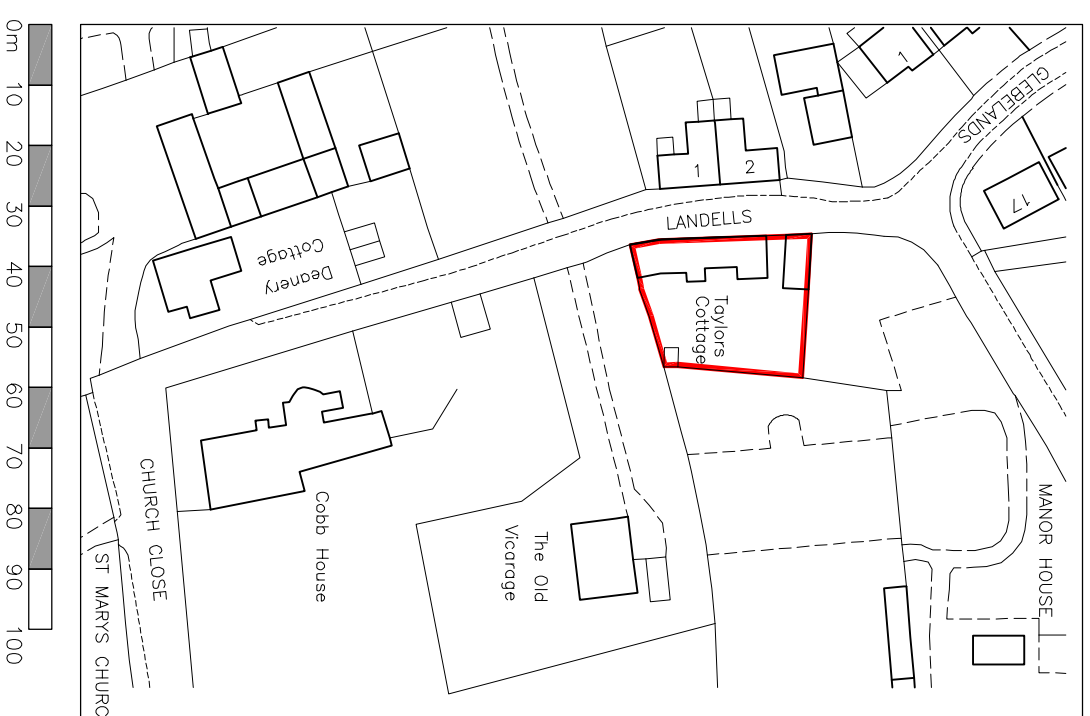 0m
10
20
30
40
50
60
70
80
90
100
GLEBELANDS
1
1
2
17
LANDELLS
Deanery
Cottage
Taylors
Cottage
MANOR HOUSE
CHURCH CLOSE
Cobb House
The Old
Vicarage
ST MARYS CHURC